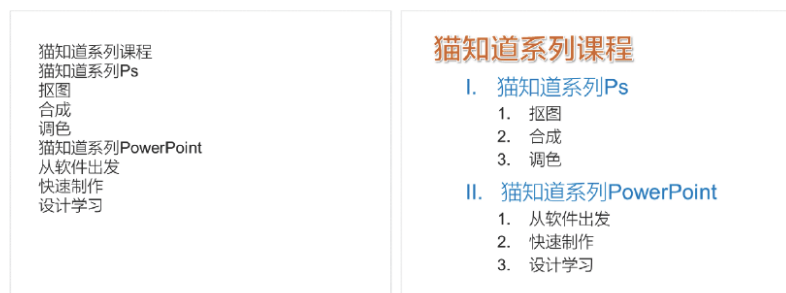 猫知道系列课程
猫知道系列Ps
抠图
合成
调色
猫知道系列PowerPoint
从软件出发
快速制作
设计学习
猫知道系列课程
I. 猫知道系列Ps
1. 抠图
2. 合成
3. 调色
II. 猫知道系列PowerPoint
1. 从软件出发
2. 快速制作
3. 设计学习